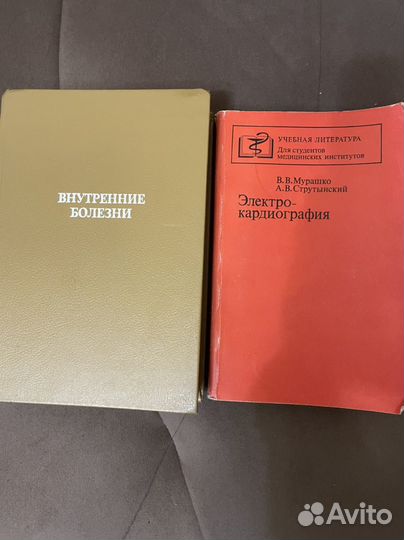 ВНУТРЕННИЕ
БОЛЕЗНИ
УЧЕБНАЯ ЛИТЕРАТУРА
Для студентов
медицинских институтов
В.В.Мурашко
А.В.Струтынский
Электро-
кардиография
Avito